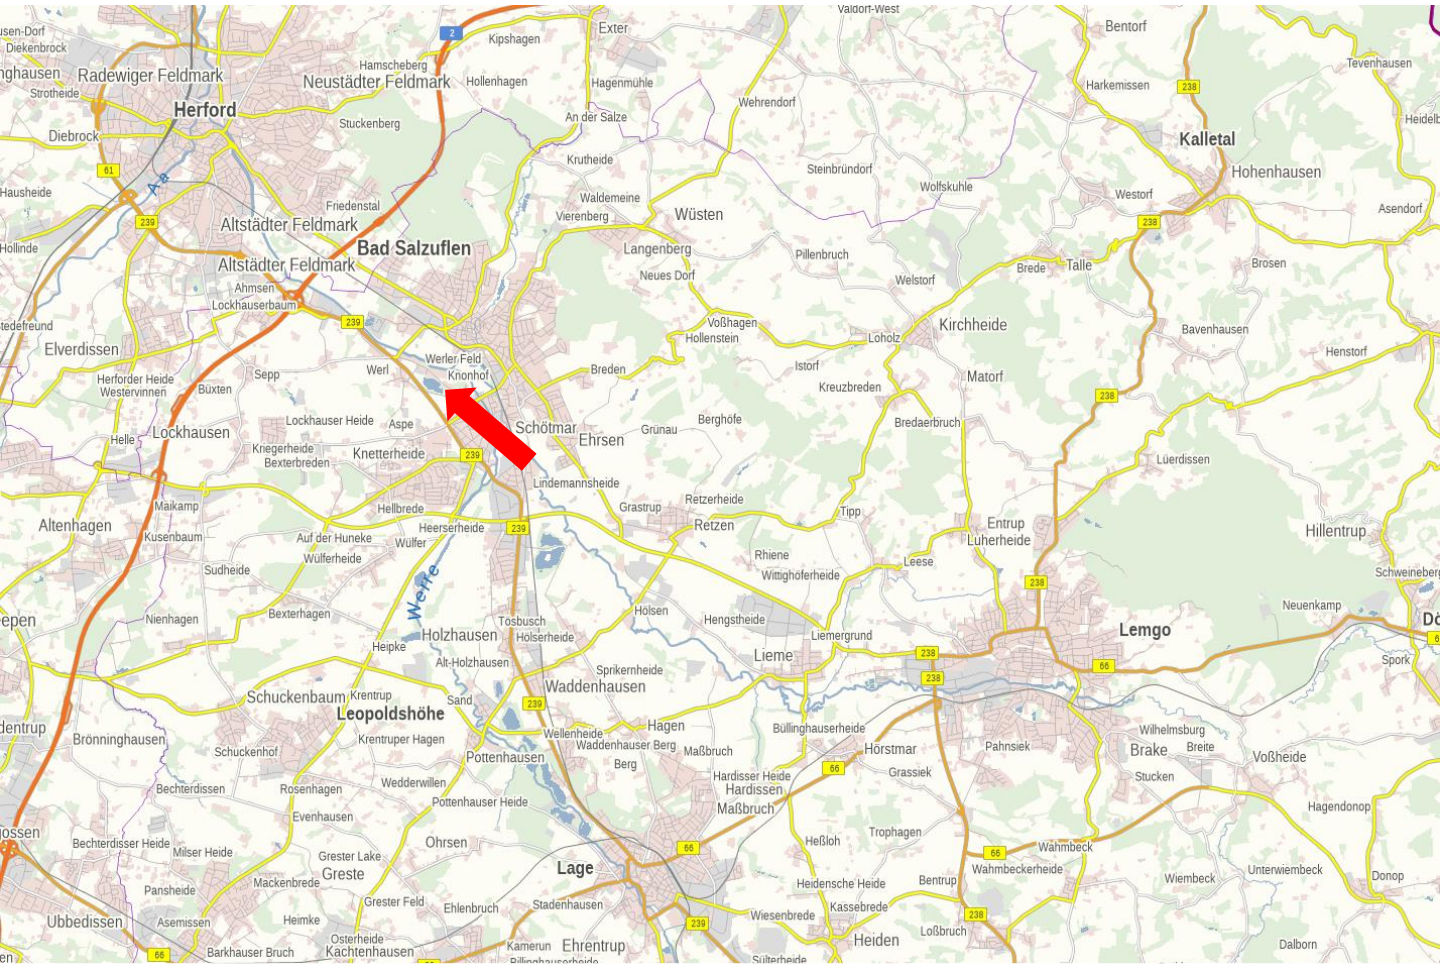 Valdorf-West
usen-Dorf
Exter
Bentorf
2
Kipshagen
Diekenbrock
Hamscheberg
Tevenhausen
nghausen
Radewiger Feldmark
Neustädter Feldmark
Hollenhagen
Hagenmühle
Harkemissen
238
Strotheide
Wehrendorf
Herford
Stuckenberg
An der Salze
Heidelb
Diebrock
Kalletal
Krutheide
Steinbründorf
61
Aa
Hohenhausen
Hausheide
Wolfskuhle
Waldemeine
Westorf
Friedenstal
Vierenberg
Wüsten
Asendorf
239
Altstädter Feldmark
238
Hollinde
Bad Salzuflen
Langenberg
Pillenbruch
Altstädter Feldmark
Neues Dorf
Brede
Talle
Brosen
Ahmsen
Welstorf
Lockhauserbaum
stedefreund
239
Voßhagen
Kirchheide
Hollenstein
Loholz
Bavenhausen
Elverdissen
Henstorf
Werler Feld
Werl
Knonhof
Breden
Istorf
Herforder Heide
Sepp
Matorf
Westervinnen
Büxten
Kreuzbreden
238
Lockhauser Heide
Aspe
Berghöfe
Bredaerbruch
Schötmar
Grünau
Lockhausen
Ehrsen
Helle
Kriegerheide
Knetterheide
239
Bexterbreden
Lüerdissen
Lindemannsheide
Retzerheide
Maikamp
Hellbrede
Grastrup
Tipp
Altenhagen
Heerserheide
239
Retzen
Entrup
Luherheide
Hillentrup
Kusenbaum
Auf der Huneke
Wülfer
Wülferheide
Rhiene
Leese
Sudheide
Wittighöferheide
238
Schweineberg
Werre
Neuenkamp
epen
Nienhagen
Bexterhagen
Holsen
Hengstheide
Tosbusch
Lemgo
Dö
Holzhausen
Hölserheide
Liemergrund
6
Heipke
238
Lieme
Alt-Holzhausen
Sprikernheide
66
Spork
238
Schuckenbaum
Krentrup
Sand
Waddenhausen
239
Leopoldshöhe
dentrup
Brönninghausen
Hagen
Büllinghauserheide
Wilhelmsburg
Krentruper Hagen
Wellenheide
Schuckenhof
Waddenhauser Berg
Maßbruch
Hörstmar
Pahnsiek
Brake
Breite
Voßheide
Pottenhausen
Berg
66
Grassiek
Stucken
Bechterdissen
Rosenhagen
Wedderwillen
Hardisser Heide
Hardissen
Pottenhauser Heide
Maßbruch
Hagendonop
Evenhausen
Trophagen
jossen
Bechterdisser Heide
Milser Heide
Ohrsen
66
Heßloh
66
Wahmbeck
Grester Lake
Lage
Wahmbeckerheide
Greste
Unterwiembeck
Donop
Pansheide
Mackenbrede
Heidensche Heide
Bentrup
Wiembeck
Grester Feld
Ehlenbruch
Stadenhausen
Kassebrede
Ubbedissen
Asemissen
Heimke
239
Wiesenbrede
238
Loßbruch
Osterheide
Heiden
Barkhauser Bruch
Kachtenhausen
Kamerun
Ehrentrup
Dalborn
66
Billinghauserheide
Sülterheide
en